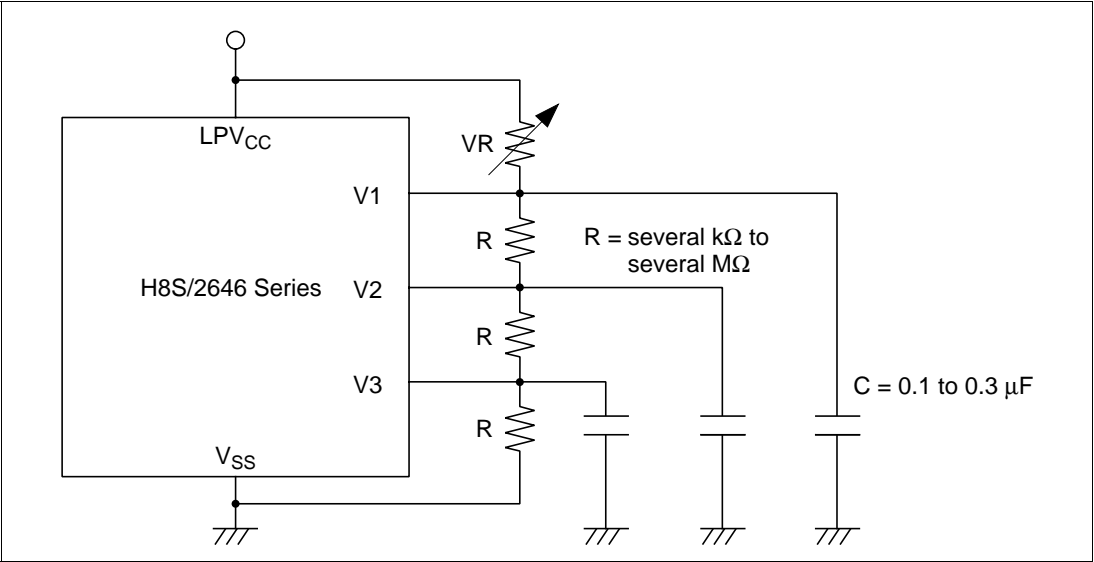 LPVCC
VR
V1
R
R = several kΩ to
several MΩ
H8S/2646 Series
V2
R
V3
C = 0.1 to 0.3 μF
R
VSS